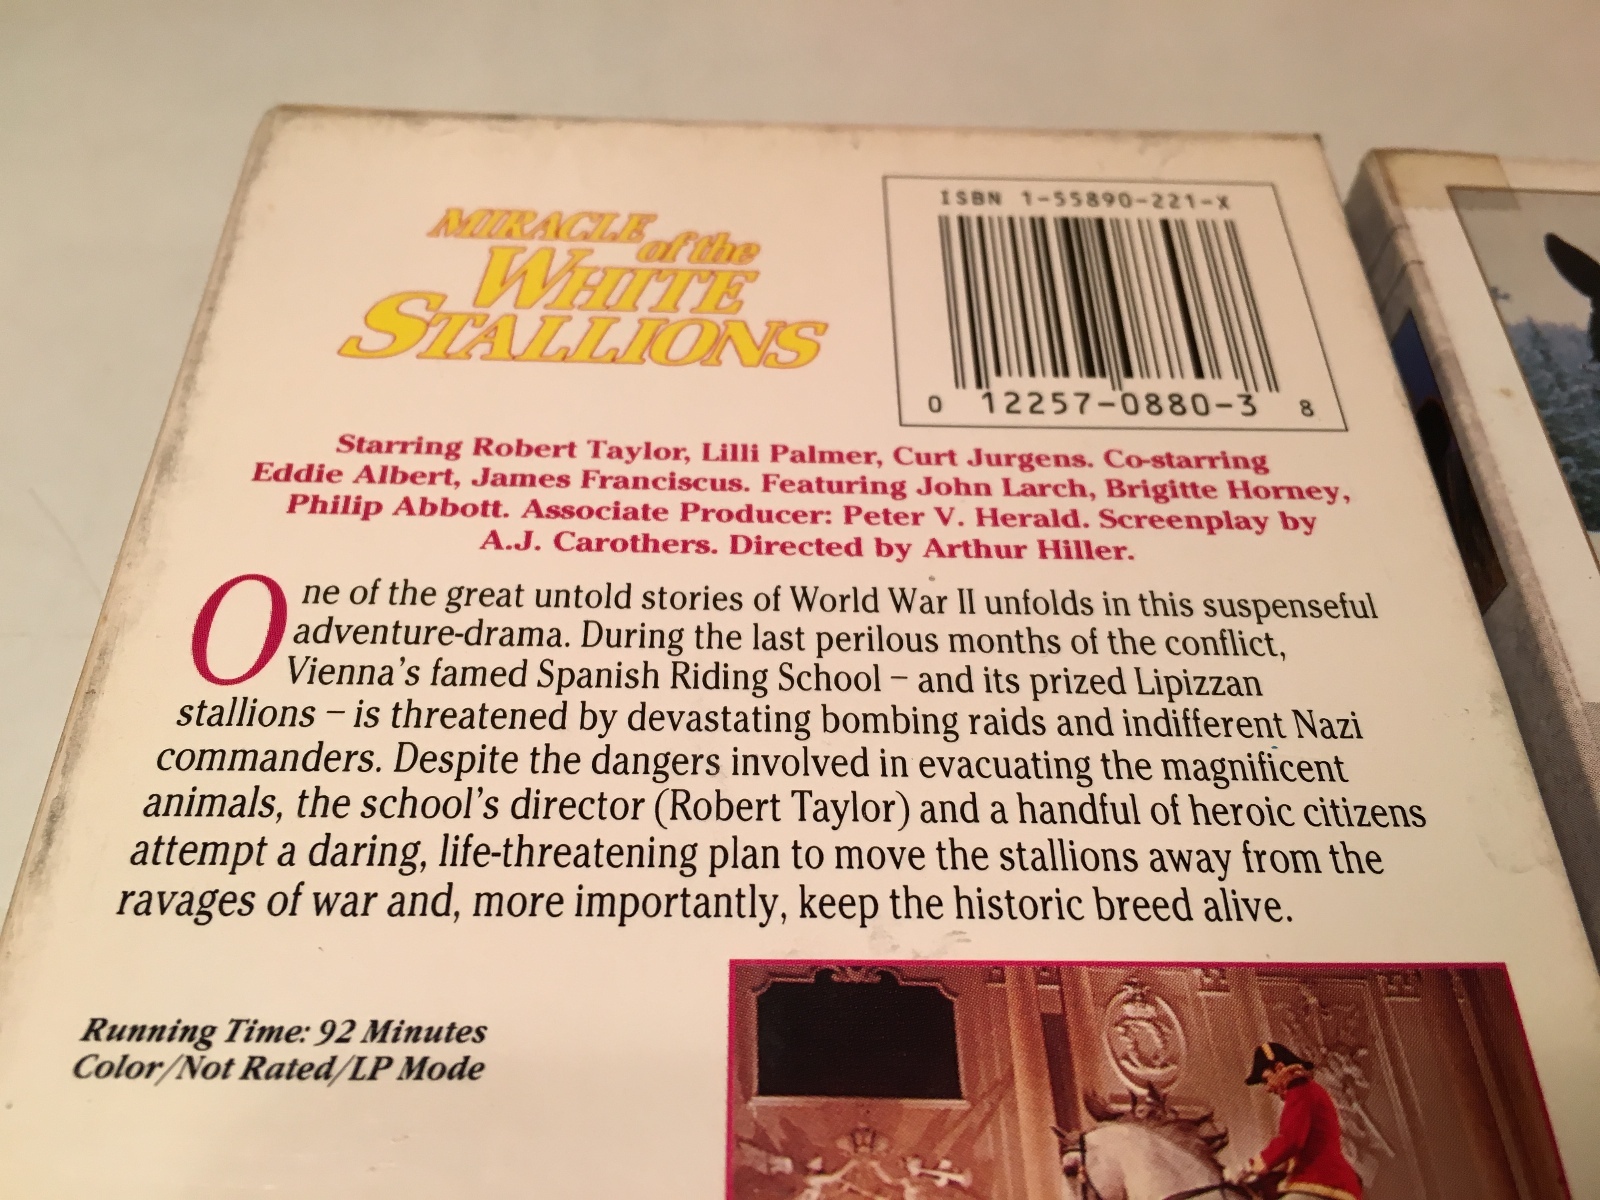 MIRACLE of the
WHITE
STALLIONS
ISBN 1-55890-221-X
0 12257-0880-3 8
Starring Robert Taylor, Lilli Palmer, Curt Jurgens. Co-starring
Eddie Albert, James Franciscus. Featuring John Larch, Brigitte Horney,
Philip Abbott. Associate Producer: Peter V. Herald. Screenplay by
A.J. Carothers. Directed by Arthur Hiller.
One of the great untold stories of World War II unfolds in this suspenseful
adventure-drama. During the last perilous months of the conflict,
Vienna's famed Spanish Riding School – and its prized Lipizzan
stallions – is threatened by devastating bombing raids and indifferent Nazi
commanders. Despite the dangers involved in evacuating the magnificent
animals, the school's director (Robert Taylor) and a handful of heroic citizens
attempt a daring, life-threatening plan to move the stallions away from the
ravages of war and, more importantly, keep the historic breed alive.
Running Time: 92 Minutes
Color/Not Rated/LP Mode